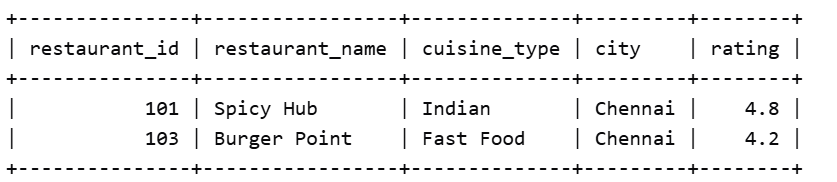 +---------------+-----------------+--------------+---------+--------+
| restaurant_id | restaurant_name | cuisine_type | city    | rating |
+---------------+-----------------+--------------+---------+--------+
|           101 | Spicy Hub       | Indian       | Chennai |    4.8 |
|           103 | Burger Point    | Fast Food    | Chennai |    4.2 |
+---------------+-----------------+--------------+---------+--------+